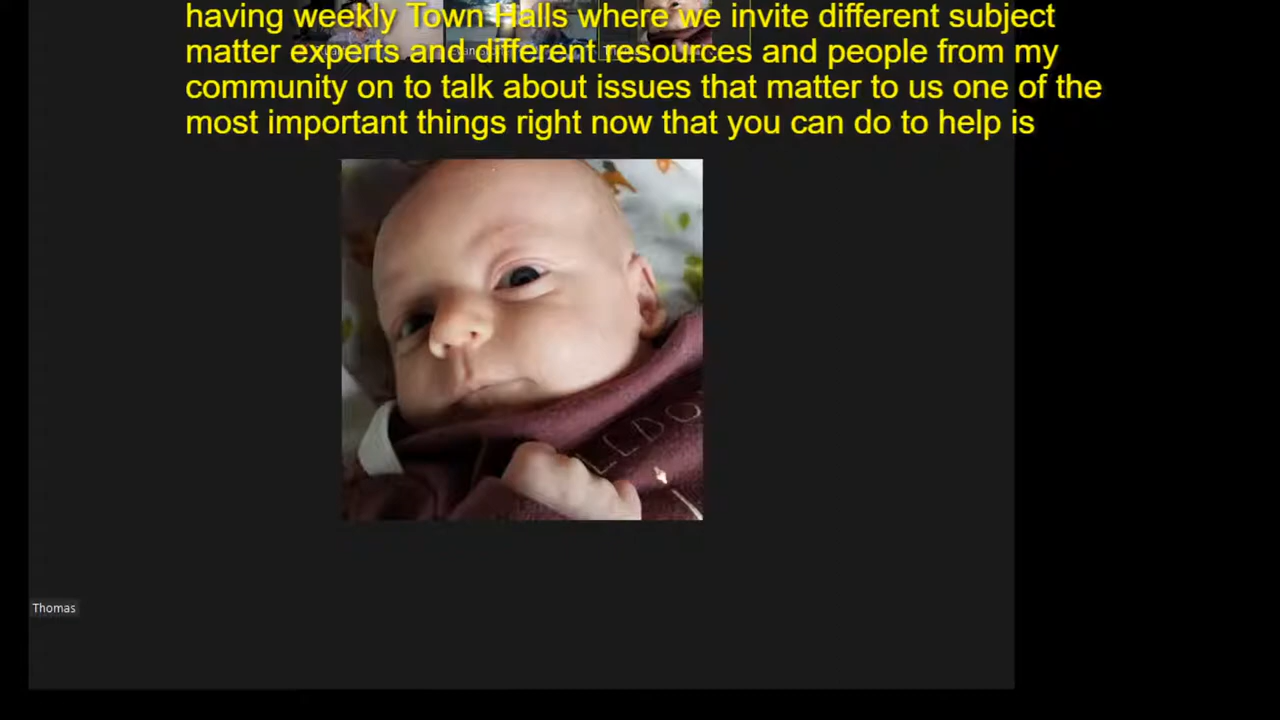 having weekly Town Halls where we invite different subject
matter experts and different resources and people from my
community on to talk about issues that matter to us one of the
most important things right now that you can do to help is
Thomas